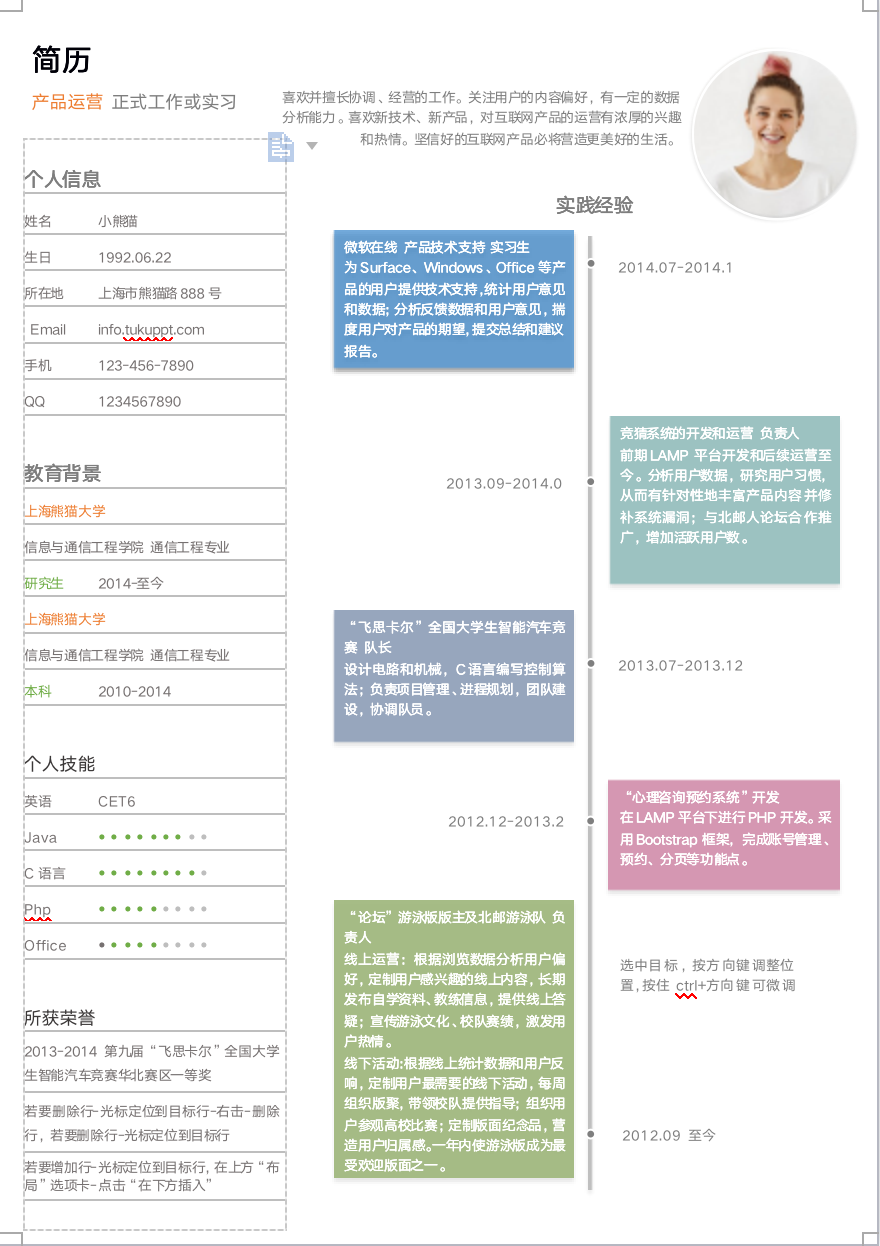 简历
产品运营 正式工作或实习
喜欢并擅长协调、经营的工作。关注用户的内容偏好，有一定的数据
分析能力。喜欢新技术、新产品，对互联网产品的运营有浓厚的兴趣
和热情。坚信好的互联网产品必将营造更美好的生活。
个人信息
姓名 小熊猫
生日 1992.06.22
所在地 上海市熊猫路 888 号
Email info.tukuppt.com
手机 123-456-7890
QQ 1234567890
教育背景
上海熊猫大学
信息与通信工程学院 通信工程专业
研究生 2014-至今
上海熊猫大学
信息与通信工程学院 通信工程专业
本科 2010-2014
个人技能
英语 CET6
Java
C 语言
Php
Office
所获荣誉
2013-2014 第九届“飞思卡尔”全国大学
生智能汽车竞赛华北赛区一等奖
若要删除行-光标定位到目标行-右击-删除
行，若要删除行-光标定位到目标行
若要增加行-光标定位到目标行，在上方“布
局”选项卡-点击“在下方插入”
实践经验
微软在线 产品技术支持 实习生
为 Surface、Windows、Office 等产
品的用户提供技术支持,统计用户意见
和数据；分析反馈数据和用户意见，揣
度用户对产品的期望,提交总结和建议
报告。
2014.07-2014.1
竞猜系统的开发和运营 负责人
前期 LAMP 平台开发和后续运营至
今。分析用户数据，研究用户习惯，
从而有针对性地丰富产品内容并修
补系统漏洞；与北邮人论坛合作推
广，增加活跃用户数。
2013.09-2014.0
“飞思卡尔”全国大学生智能汽车竞
赛 队长
设计电路和机械，C 语言编写控制算
法；负责项目管理、进程规划，团队建
设，协调队员。
2013.07-2013.12
“心理咨询预约系统”开发
在 LAMP 平台下进行 PHP 开发。采
用 Bootstrap 框架，完成账号管理、
预约、分页等功能点。
2012.12-2013.2
“论坛”游泳版版主及北邮游泳队 负
责人
线上运营：根据浏览数据分析用户偏
好，定制用户感兴趣的线上内容，长期
发布自学资料、教练信息，提供线上答
疑；宣传游泳文化、校队赛绩，激发用
户热情。
线下活动:根据线上统计数据和用户反
响，定制用户最需要的线下活动，每周
组织版聚，带领校队提供指导；组织用
户参观高校比赛；定制版面纪念品，营
造用户归属感。一年内使游泳版成为最
受欢迎版面之一。
选中目标，按方向键调整位
置,按住 ctrl+方向键可微调
2012.09 至今